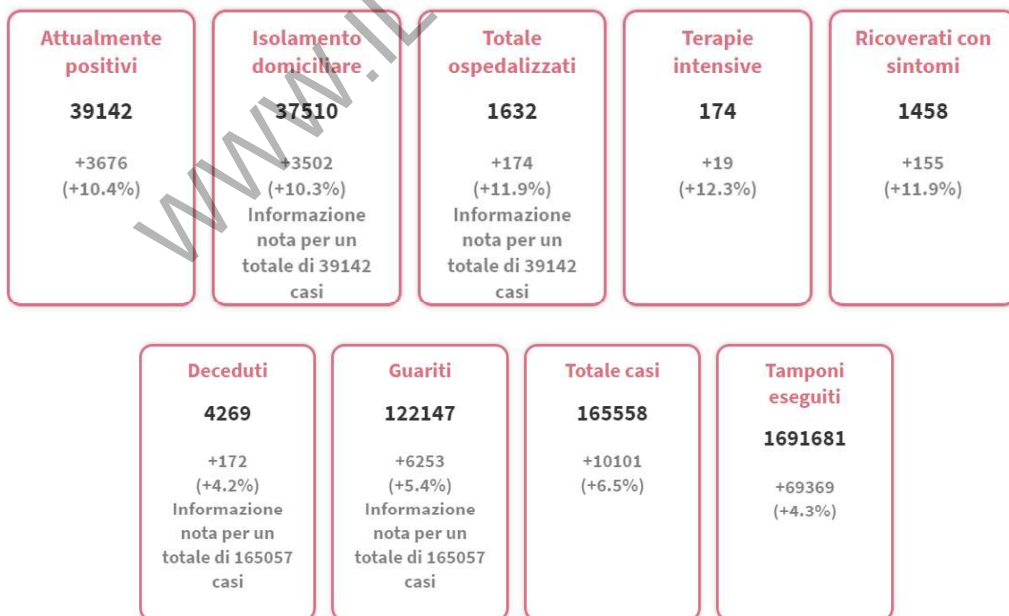 Attualmente
positivi
39142
+3676
(+10.4%)
Isolamento
domiciliare
37510
+3502
(+10.3%)
Informazione
nota per un
totale di 39142
casi
Totale
ospedalizzati
1632
+174
(+11.9%)
Informazione
nota per un
totale di 39142
casi
Terapie
intensive
174
+19
(+12.3%)
Ricoverati con
sintomi
1458
+155
(+11.9%)
Deceduti
4269
+172
(+4.2%)
Informazione
nota per un
totale di 165057
casi
Guariti
122147
+6253
(+5.4%)
Informazione
nota per un
totale di 165057
casi
Totale casi
165558
+10101
(+6.5%)
Tamponi
eseguiti
1691681
+69369
(+4.3%)
www.IL